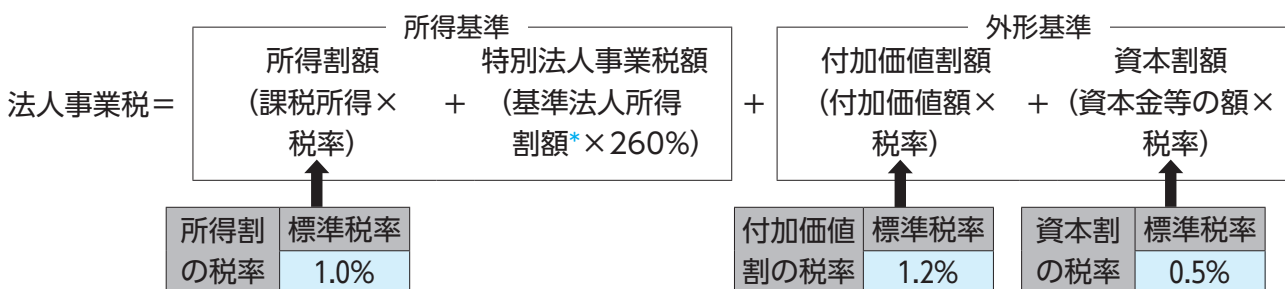 所得基準 外形基準
所得割額 特別法人事業税額 付加価値割額 資本割額
法人事業税＝ （課税所得× ＋ （基準法人所得 ＋ （付加価値額× ＋ （資本金等の額×
税率） 割額*×260%） 税率） 税率）
所得割 標準税率 付加価値 標準税率 資本割 標準税率
の税率 1.0% 割の税率 1.2% の税率 0.5%